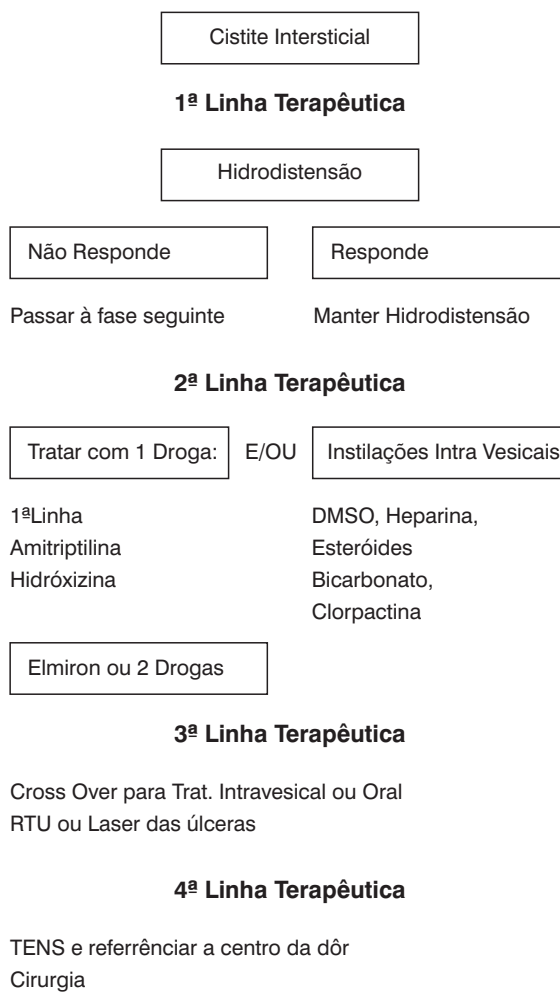 Cistite Intersticial
1ª Linha Terapêutica
Hidrodistensão
Não Responde
Responde
Passar à fase seguinte
Manter Hidrodistensão
2ª Linha Terapêutica
Tratar com 1 Droga: E/OU Instilações Intra Vesicais
1ªLinha
Amitriptilina
Hidróxizina
DMSO, Heparina,
Esteróides
Bicarbonato,
Clorpactina
Elmiron ou 2 Drogas
3ª Linha Terapêutica
Cross Over para Trat. Intravesical ou Oral
RTU ou Laser das úlceras
4ª Linha Terapêutica
TENS e referrênciar a centro da dôr
Cirurgia